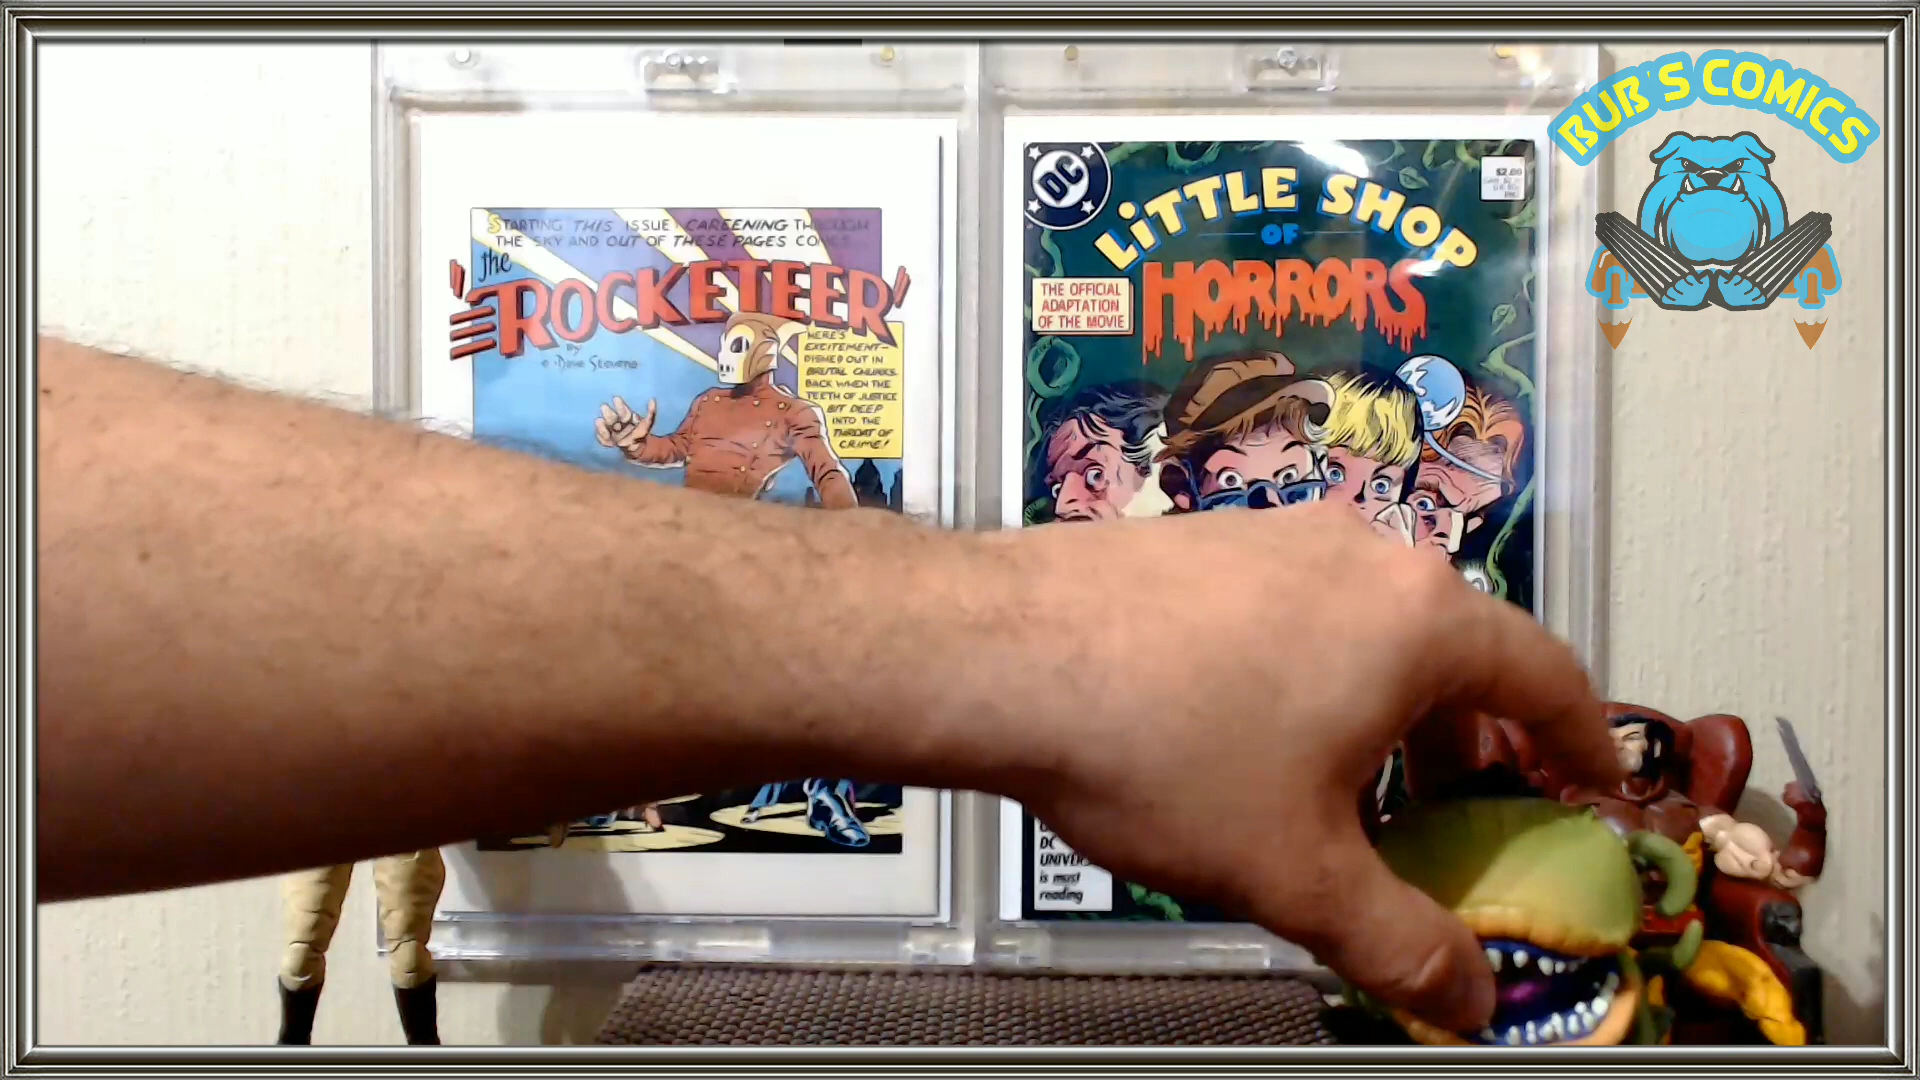 BUB'S COMICS
STARTING THIS ISSUE CAREENING THROUGH
THE SKY AND OUT OF THESE PAGES COMES
the
"ROCKETEER"
by
Dave Stevens
HERE'S
EXCITEMENT—
DISHED OUT IN
BRUTAL CHUNKS.
BACK WHEN THE
TEETH OF JUSTICE
BIT DEEP
INTO THE
THROAT OF
CRIME!
DC
$2.00
LITTLE SHOP
OF
HORRORS
THE OFFICIAL
ADAPTATION
OF THE MOVIE
DC
UNIVERS
is must
reading